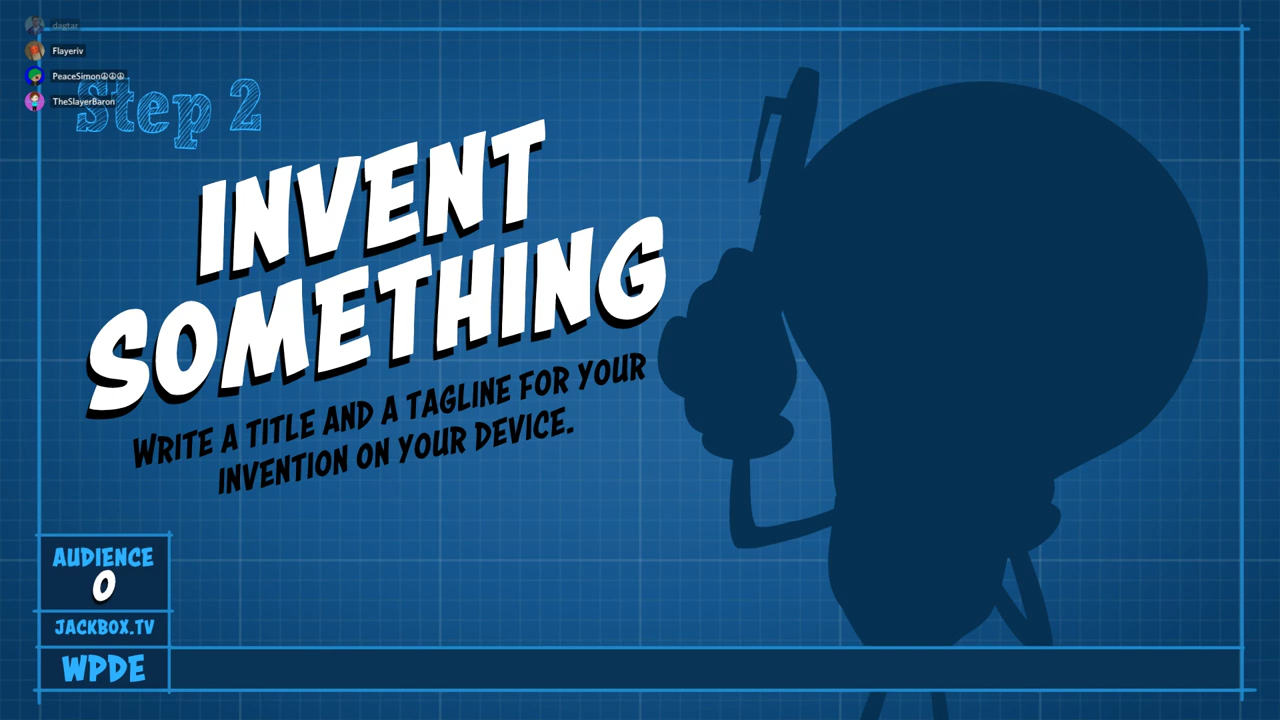 dagtar
Flayeriv
PeaceSimon☮☮☮
TheSlayerBaron
Step 2
INVENT
SOMETHING
WRITE A TITLE AND A TAGLINE FOR YOUR
INVENTION ON YOUR DEVICE.
AUDIENCE
0
JACKBOX.TV
WPDE